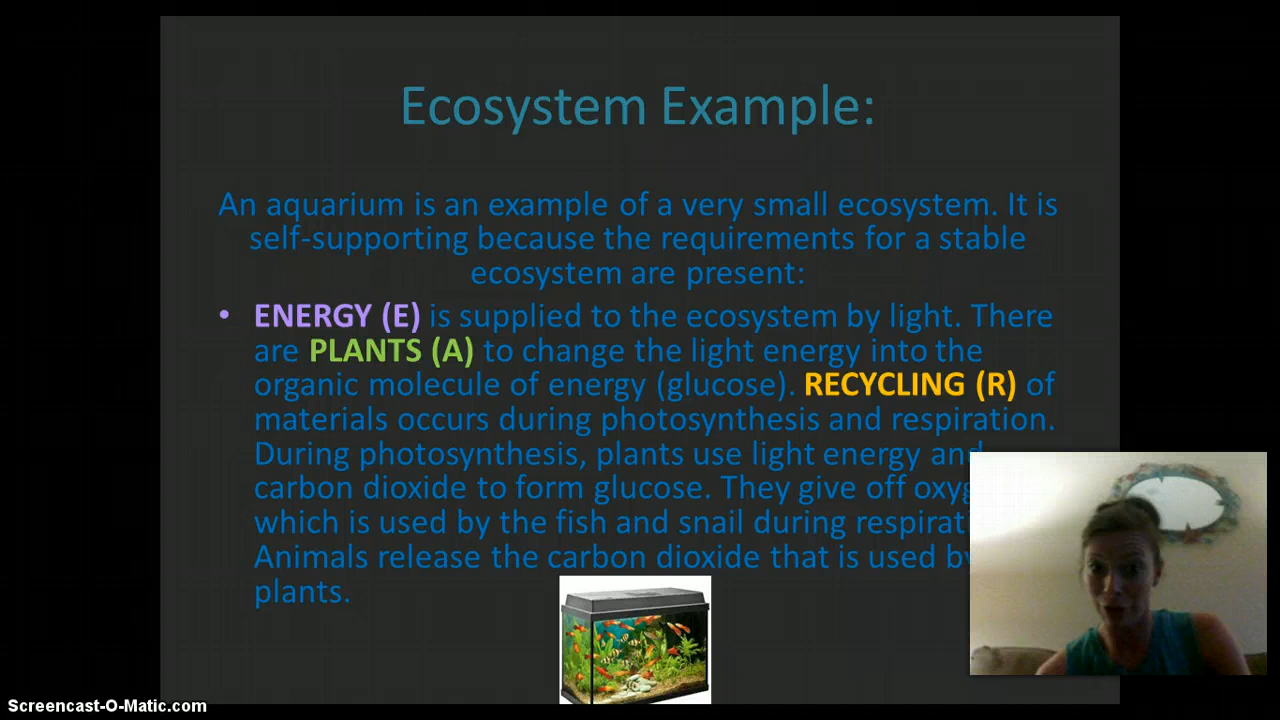 Ecosystem Example:
An aquarium is an example of a very small ecosystem. It is
self-supporting because the requirements for a stable
ecosystem are present:
• ENERGY (E) is supplied to the ecosystem by light. There
are PLANTS (A) to change the light energy into the
organic molecule of energy (glucose). RECYCLING (R) of
materials occurs during photosynthesis and respiration.
During photosynthesis, plants use light energy and
carbon dioxide to form glucose. They give off
which is used by the fish and snail during
Animals release the carbon dioxide that is used
plants.
Screencast-O-Matic.com